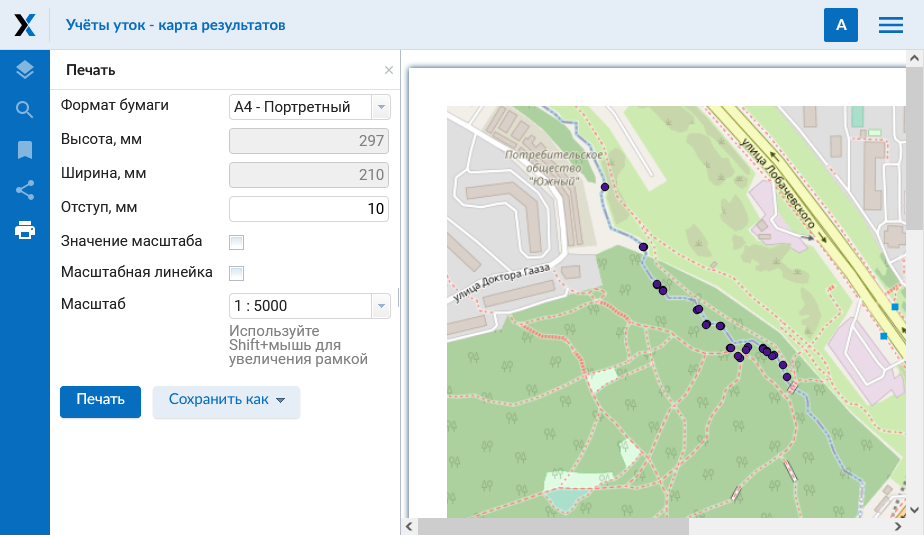 Учёты уток - карта результатов
A
Печать
Формат бумаги
A4 - Портретный
Высота, мм
297
Ширина, мм
210
Отступ, мм
10
Значение масштаба
Масштабная линейка
Масштаб
1 : 5000
Используйте
Shift+мышь для
увеличения рамкой
Печать
Сохранить как
Потребительское
общество
"Южный"
улица Лобачевского
улица Доктора Гааза